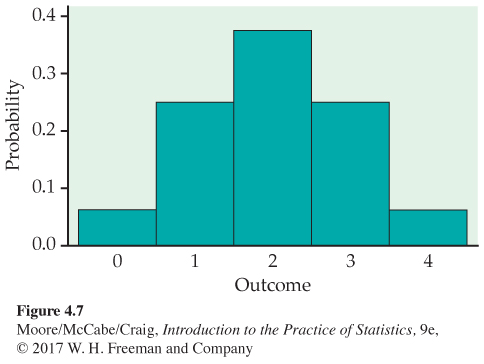 0.4
0.3
0.2
0.1
0.0
Probability
0 1 2 3 4
Outcome
Figure 4.7
Moore/McCabe/Craig, Introduction to the Practice of Statistics, 9e,
© 2017 W. H. Freeman and Company